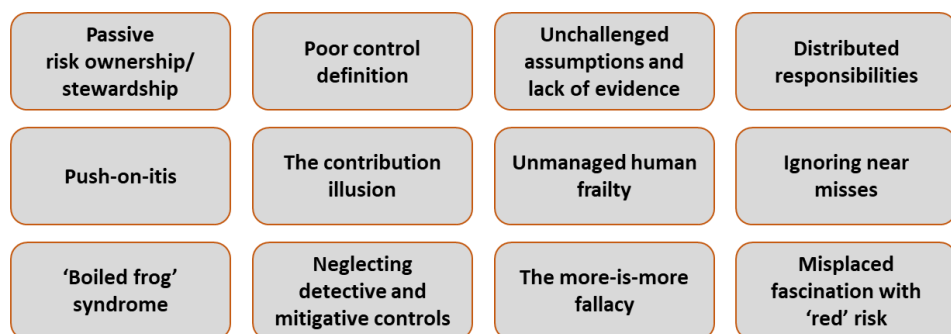 Passive
risk ownership/
stewardship
Poor control
definition
Unchallenged
assumptions and
lack of evidence
Distributed
responsibilities
Push-on-itis
The contribution
illusion
Unmanaged human
frailty
Ignoring near
misses
‘Boiled frog’
syndrome
Neglecting
detective and
mitigative controls
The more-is-more
fallacy
Misplaced
fascination with
‘red’ risk